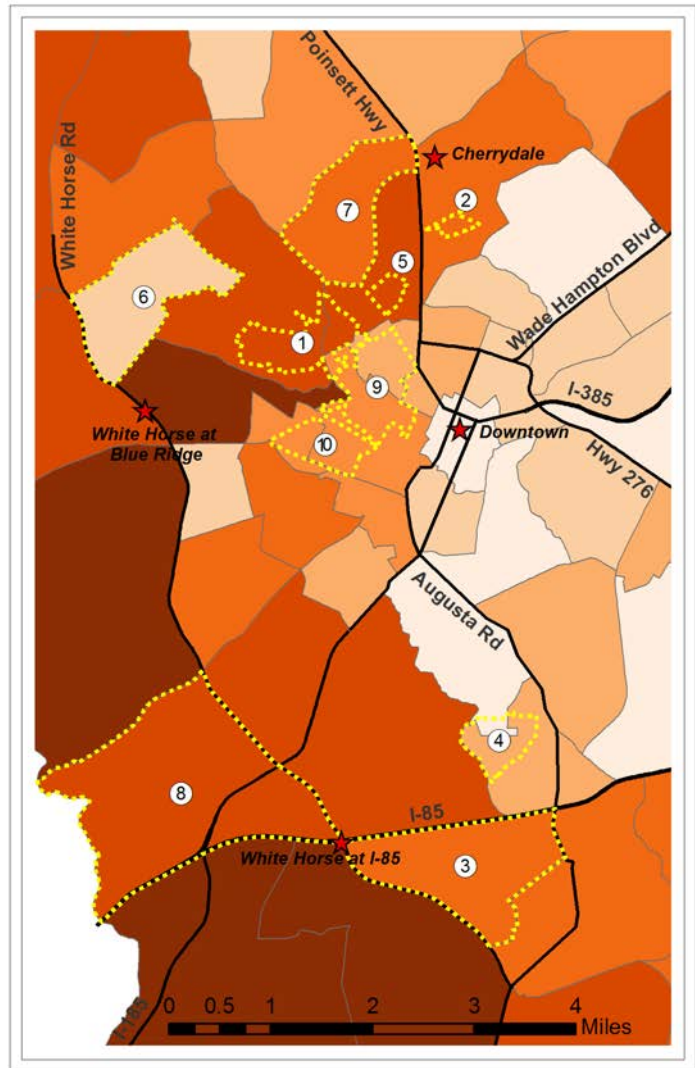 Poinsett Hwy
White Horse Rd
Cherrydale
7
2
5
6
Wade Hampton Blvd
1
9
I-385
White Horse at
Blue Ridge
10
Downtown
Hwy 276
Augusta Rd
4
8
I-85
White Horse at I-85
3
I-185
0 0.5 1 2 3 4
Miles